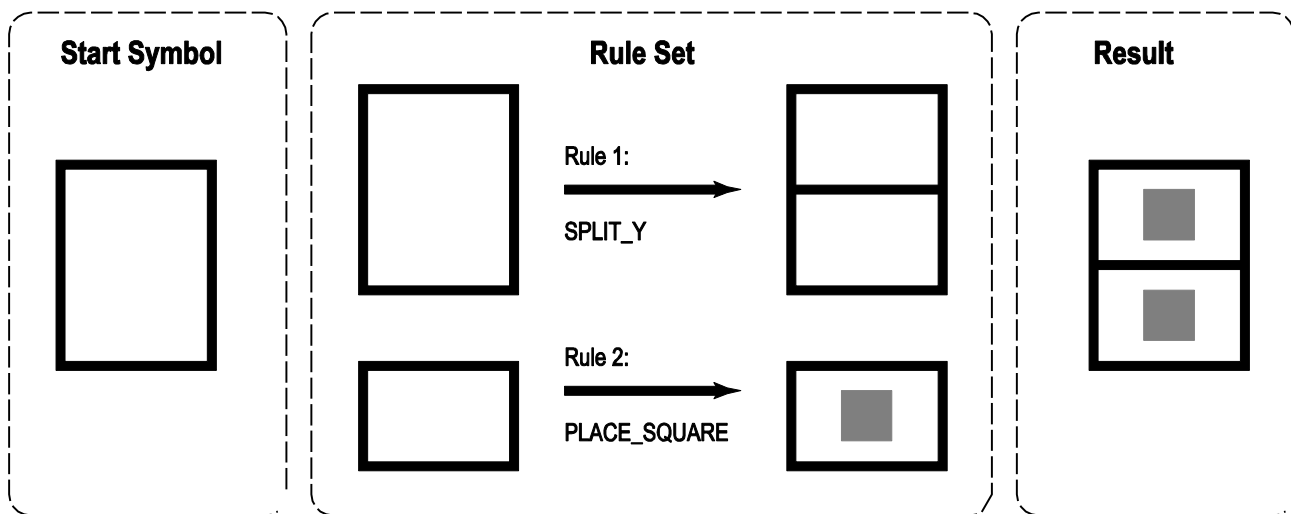 Start Symbol
Rule Set
Rule 1:
SPLIT_Y
Rule 2:
PLACE_SQUARE
Result